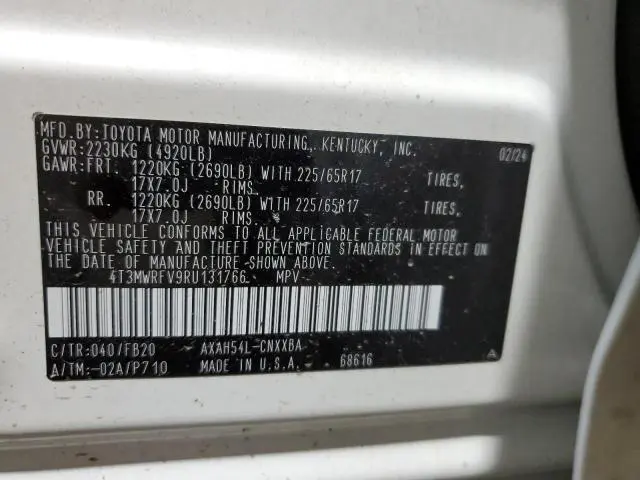 MFD.BY:TOYOTA MOTOR MANUFACTURING, KENTUCKY, INC. 02/24
GVWR:2230KG (4920LB)
GAWR:FRT. 1220KG (2690LB) WITH 225/65R17 TIRES,
17X7.0J RIMS,
RR. 1220KG (2690LB) WITH 225/65R17 TIRES,
17X7.0J RIMS,
THIS VEHICLE CONFORMS TO ALL APPLICABLE FEDERAL MOTOR
VEHICLE SAFETY AND THEFT PREVENTION STANDARDS IN EFFECT ON
THE DATE OF MANUFACTURE SHOWN ABOVE.
4T3MWRFV9RU131766 MPV
C/TR:040/FB20 AXAH54L-CNXXBA
A/TM:-02A/P710 MADE IN U.S.A. 68616